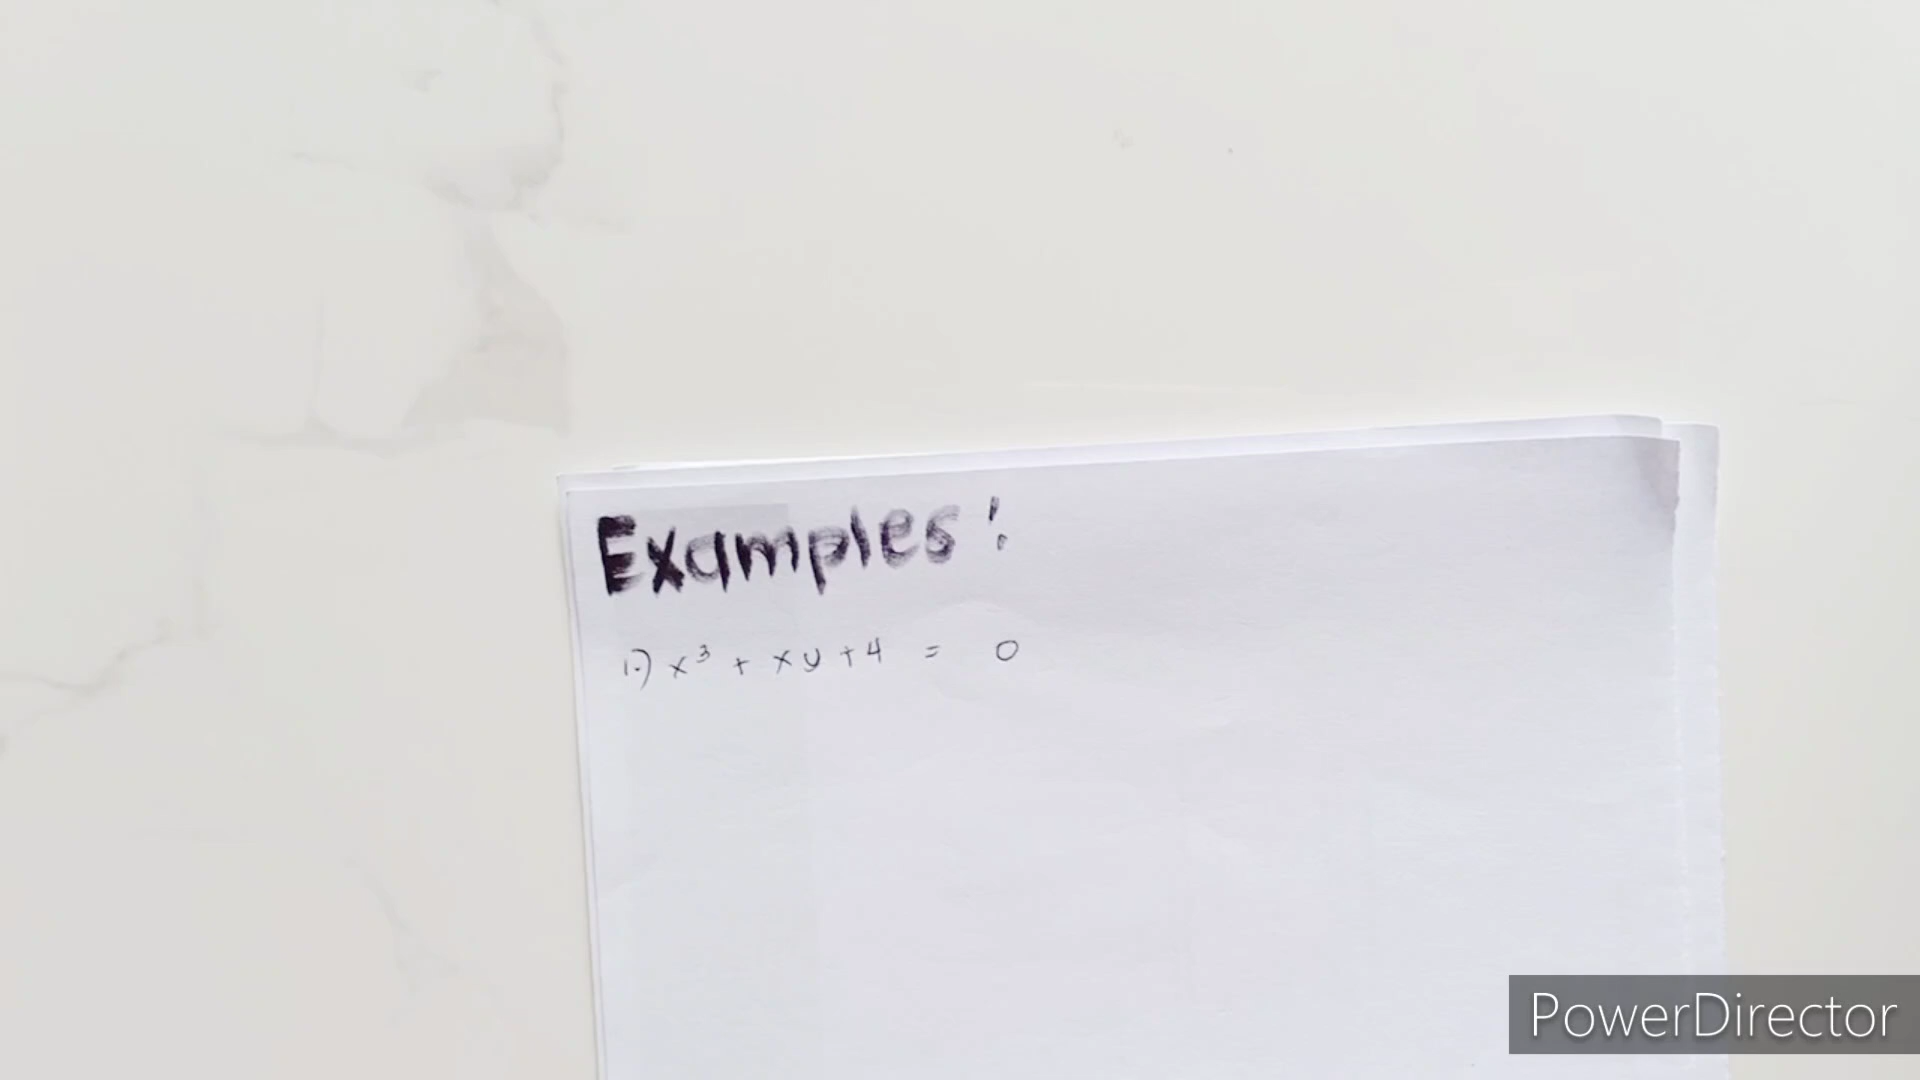 Examples:
1.) x³ + xy + 4 = 0
PowerDirector